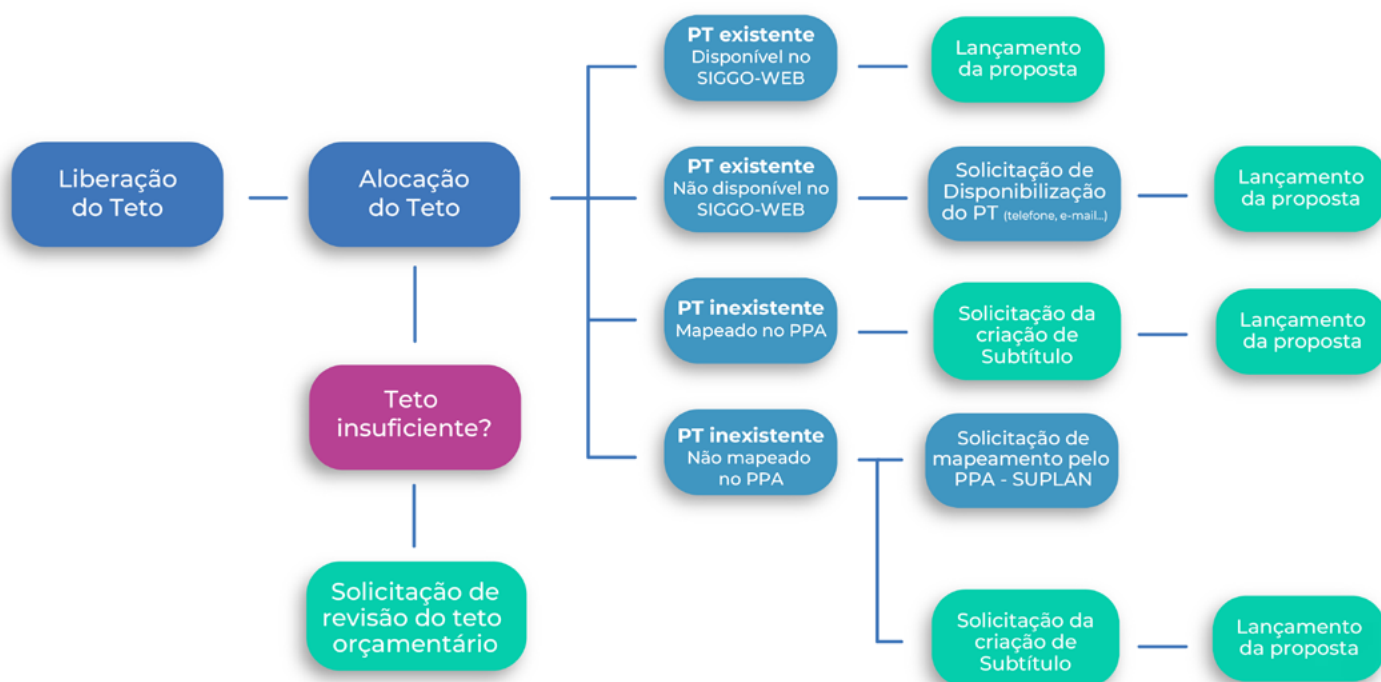 PT existente
Disponível no
SIGGO-WEB
Lançamento
da proposta
Liberação
do Teto
Alocação
do Teto
PT existente
Não disponível no
SIGGO-WEB
Solicitação de
Disponibilização
do PT (telefone, e-mail...)
Lançamento
da proposta
PT inexistente
Mapeado no PPA
Solicitação da
criação de
Subtítulo
Lançamento
da proposta
Teto
insuficiente?
PT inexistente
Não mapeado
no PPA
Solicitação de
mapeamento pelo
PPA - SUPLAN
Solicitação de
revisão do teto
orçamentário
Solicitação da
criação de
Subtítulo
Lançamento
da proposta